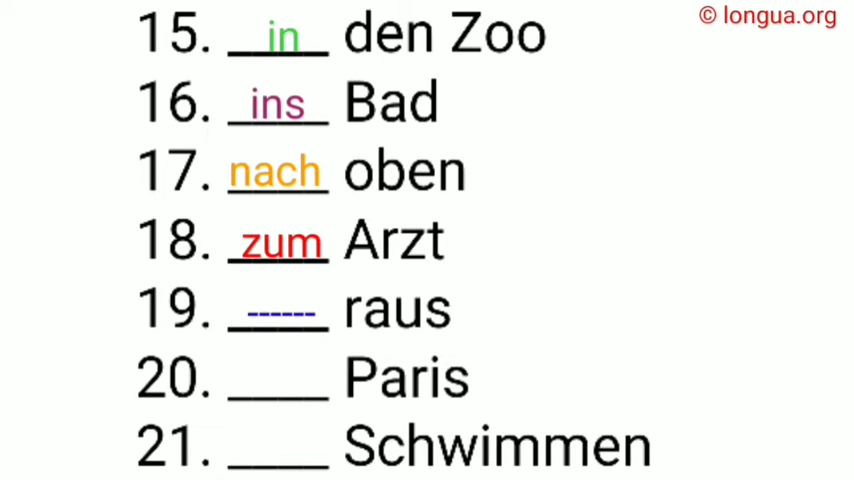 © longua.org
15. in den Zoo
16. ins Bad
17. nach oben
18. zum Arzt
19. ------ raus
20. ____ Paris
21. ____ Schwimmen